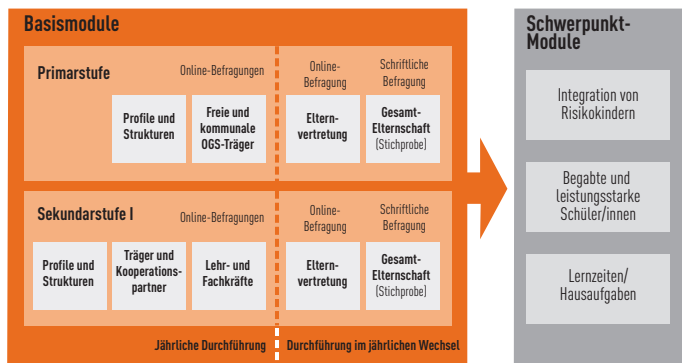 Basismodule
Primarstufe
Online-Befragungen
Online-
Befragung
Schriftliche
Befragung
Profile und
Strukturen
Freie und
kommunale
OGS-Träger
Eltern-
vertretung
Gesamt-
Elternschaft
(Stichprobe)
Sekundarstufe I
Online-Befragungen
Online-
Befragung
Schriftliche
Befragung
Profile und
Strukturen
Träger und
Kooperations-
partner
Lehr- und
Fachkräfte
Eltern-
vertretung
Gesamt-
Elternschaft
(Stichprobe)
Jährliche Durchführung
Durchführung im jährlichen Wechsel
Schwerpunkt-
Module
Integration von
Risikokindern
Begabte und
leistungsstarke
Schüler/innen
Lernzeiten/
Hausaufgaben